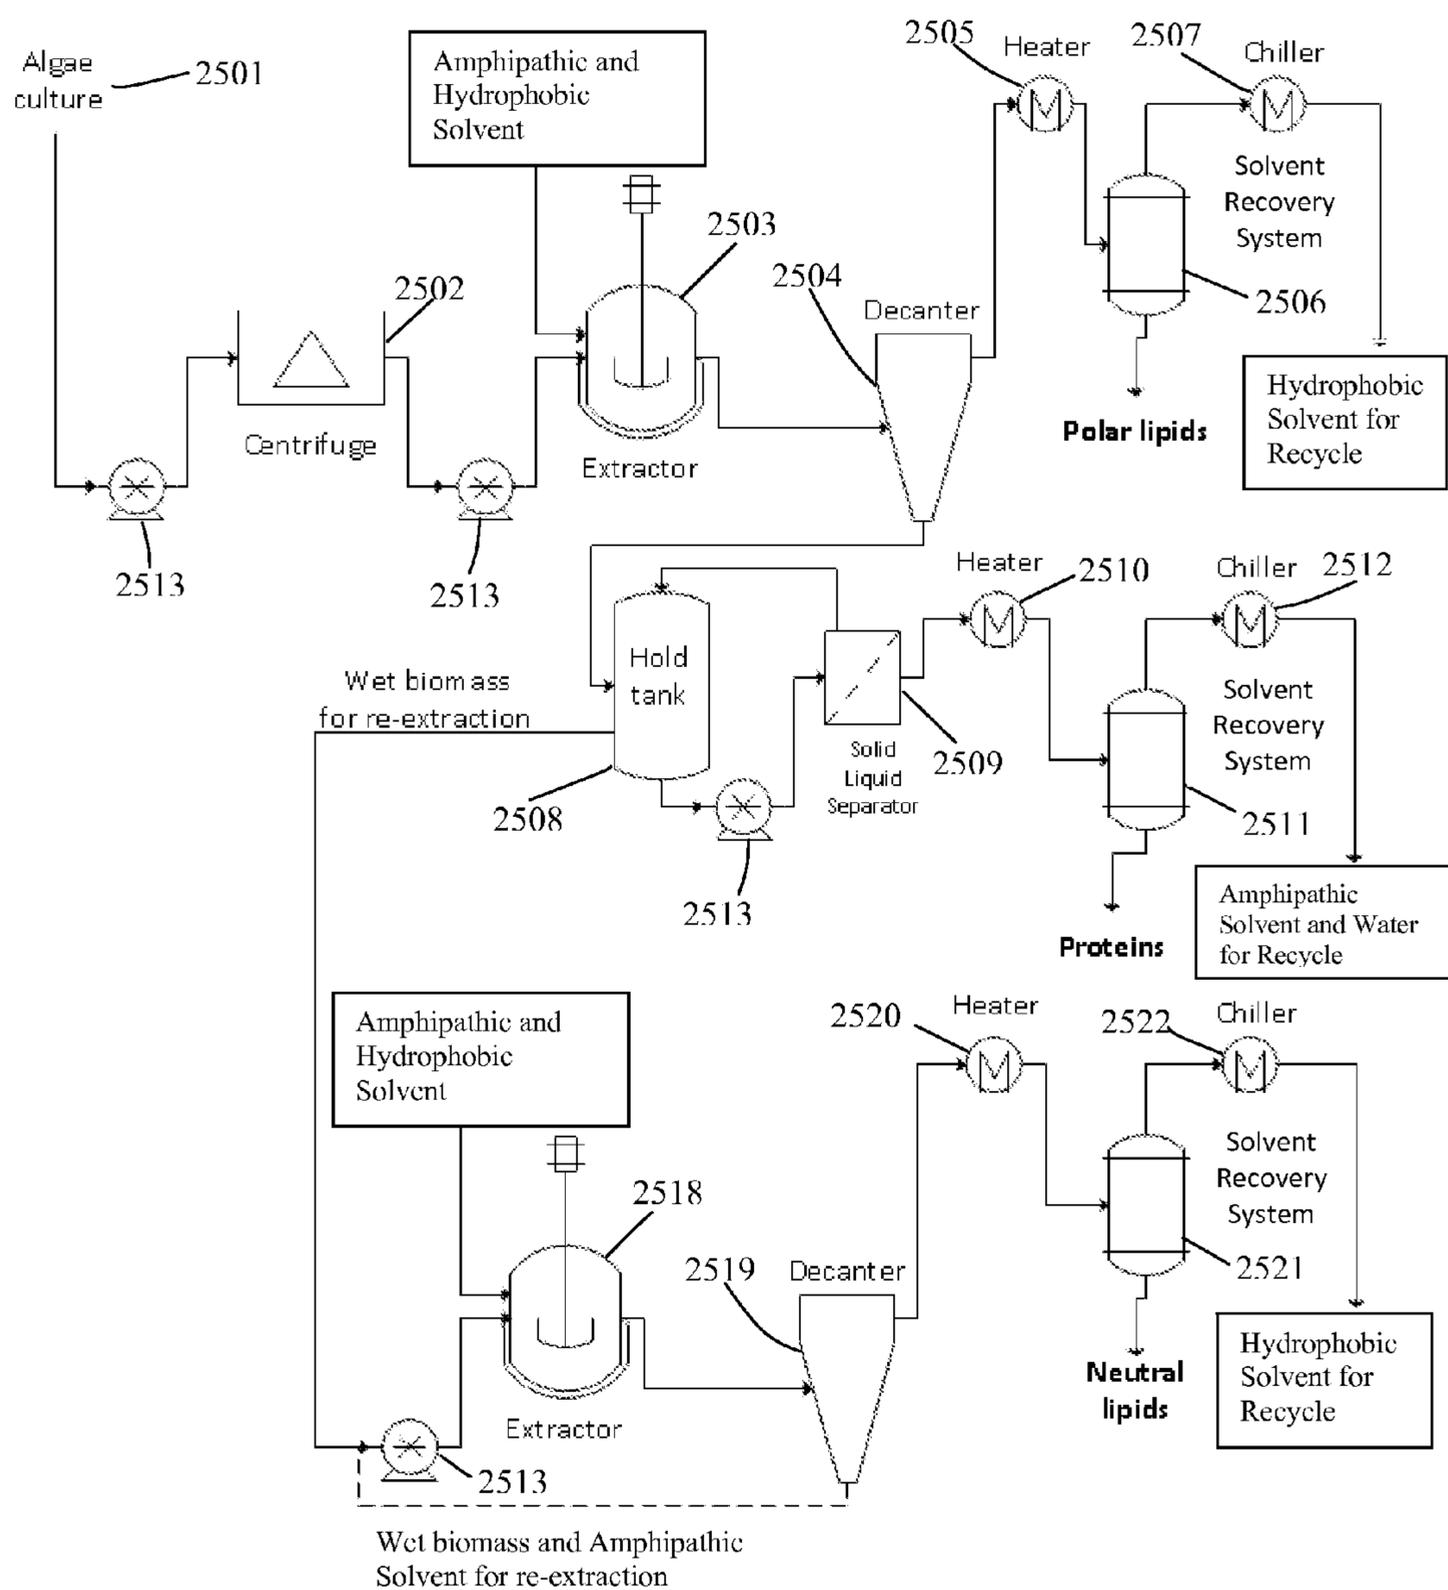 Algae
culture
2501
Amphipathic and
Hydrophobic
Solvent
2505
Heater
2507
Chiller
Solvent
Recovery
System
2503
2504
2502
Decanter
2506
Centrifuge
Extractor
Polar lipids
Hydrophobic
Solvent for
Recycle
2513
2513
Heater
2510
Chiller
2512
Hold
tank
Wet biomass
for re-extraction
Solvent
Recovery
System
Solid
Liquid
Separator
2509
2508
2511
2513
Proteins
Amphipathic
Solvent and Water
for Recycle
Amphipathic and
Hydrophobic
Solvent
2520
Heater
2522
Chiller
Solvent
Recovery
System
2518
2519
Decanter
2521
Extractor
Neutral
lipids
Hydrophobic
Solvent for
Recycle
2513
Wet biomass and Amphipathic
Solvent for re-extraction